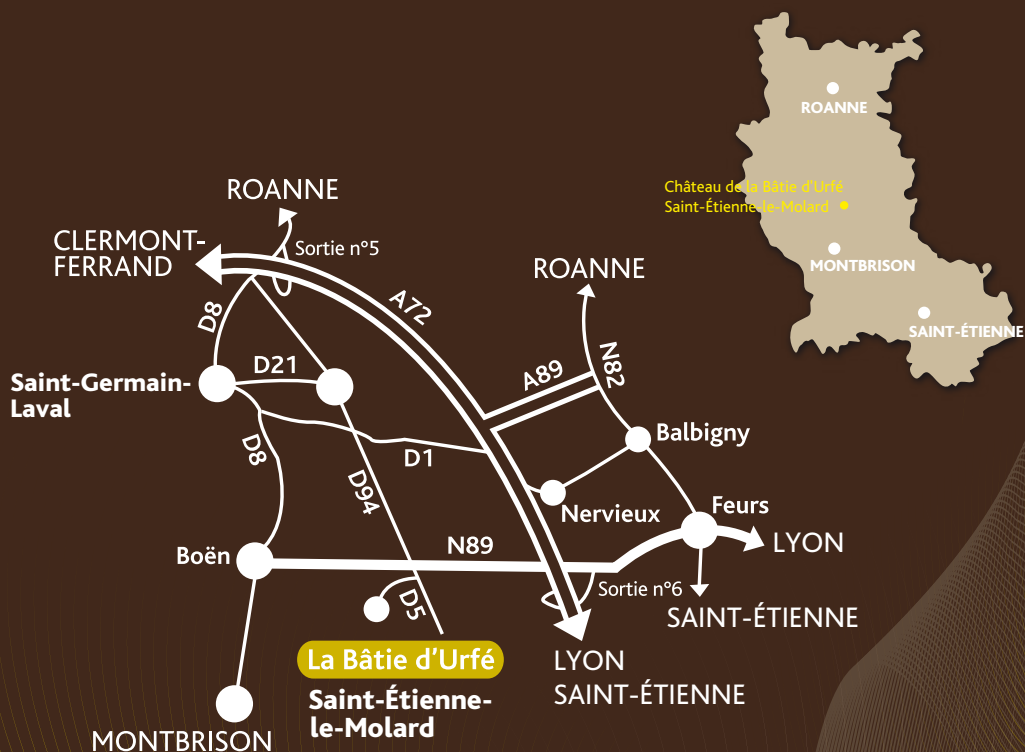 ROANNE
Château de la Bâtie d'Urfé
Saint-Étienne-le-Molard
MONTBRISON
SAINT-ÉTIENNE
ROANNE
CLERMONT-
FERRAND
Sortie n°5
ROANNE
A72
D8
D21
A89
N82
Saint-Germain-
Laval
Balbigny
D8
D1
D94
Nervieux
Feurs
Boën
N89
LYON
Sortie n°6
D5
SAINT-ÉTIENNE
La Bâtie d'Urfé
Saint-Étienne-
le-Molard
LYON
SAINT-ÉTIENNE
MONTBRISON